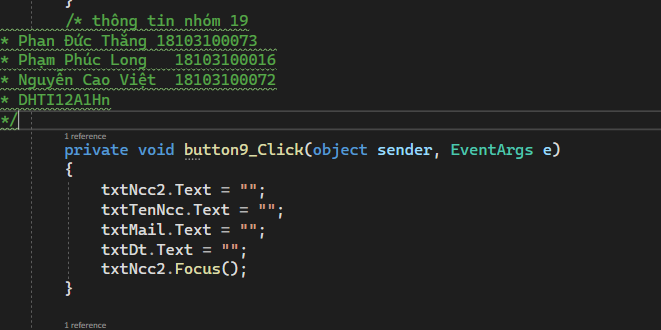 }
/* thông tin nhóm 19
* Phan Đức Thắng 18103100073
* Phạm Phúc Long 18103100016
* Nguyễn Cao Việt 18103100072
* DHTI12A1Hn
*/
1 reference
private void button9_Click(object sender, EventArgs e)
{
txtNcc2.Text = "";
txtTenNcc.Text = "";
txtMail.Text = "";
txtDt.Text = "";
txtNcc2.Focus();
}
1 reference